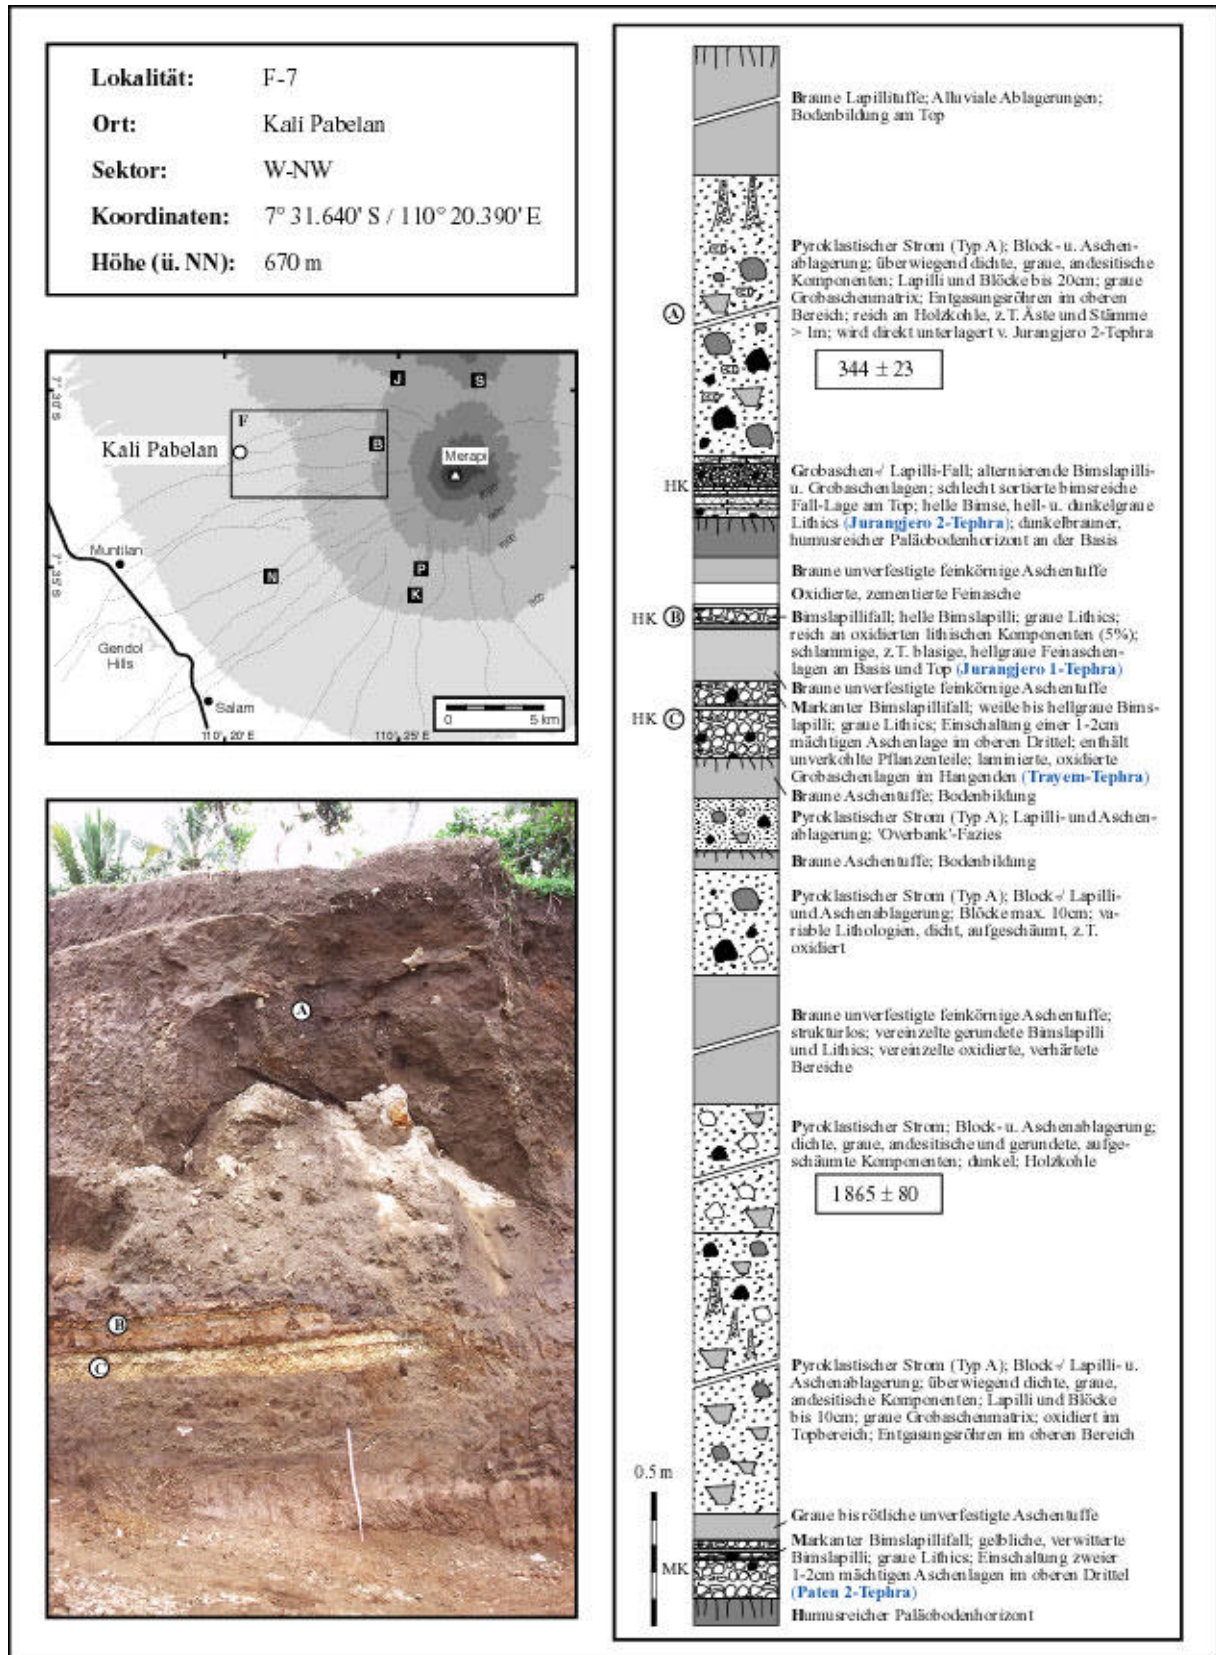 Lokalität: F-7
Ort: Kali Pabelan
Sektor: W-NW
Koordinaten: 7° 31.640' S / 110° 20.390' E
Höhe (ü. NN): 670 m
7° 30' S
7° 35' S
J
S
F
B
Kali Pabelan
Merapi
Muntilan
N
P
K
Gendol
Hills
Salam
0 5 km
110° 20' E
110° 25' E
A
B
C
Braune Lapillituffe; Alluviale Ablagerungen;
Bodenbildung am Top
A
Pyroklastischer Strom (Typ A); Block- u. Aschen-
ablagerung; überwiegend dichte, graue, andesitische
Komponenten; Lapilli und Blöcke bis 20cm; graue
Grobaschenmatrix; Entgasungsröhren im oberen
Bereich; reich an Holzkohle, z.T. Äste und Stämme
> 1m; wird direkt unterlagert v. Jurangjero 2-Tephra
344 ± 23
HK
Grobaschen-/ Lapilli-Fall; alternierende Bimslapilli-
u. Grobaschenlagen; schlecht sortierte bimsreiche
Fall-Lage am Top; helle Bimse, hell- u. dunkelgraue
Lithics (Jurangjero 2-Tephra); dunkelbrauner,
humusreicher Paläobodenhorizont an der Basis
Braune unverfestigte feinkörnige Aschentuffe
Oxidierte, zementierte Feinasche
HK B
Bimslapillifall; helle Bimslapilli; graue Lithics;
reich an oxidierten lithischen Komponenten (5%);
schlammige, z.T. blasige, hellgraue Feinaschen-
lagen an Basis und Top (Jurangjero 1-Tephra)
Braune unverfestigte feinkörnige Aschentuffe
HK C
Markanter Bimslapillifall; weiße bis hellgraue Bims-
lapilli; graue Lithics; Einschaltung einer 1-2cm
mächtigen Aschenlage im oberen Drittel; enthält
unverkohlte Pflanzenteile; laminierte, oxidierte
Grobaschenlagen im Hangenden (Trayem-Tephra)
Braune Aschentuffe; Bodenbildung
Pyroklastischer Strom (Typ A); Lapilli- und Aschen-
ablagerung; 'Overbank'-Fazies
Braune Aschentuffe; Bodenbildung
Pyroklastischer Strom (Typ A); Block-/ Lapilli-
und Aschenablagerung; Blöcke max. 10cm; va-
riable Lithologien, dicht, aufgeschäumt, z.T.
oxidiert
Braune unverfestigte feinkörnige Aschentuffe;
strukturlos; vereinzelte gerundete Bimslapilli
und Lithics; vereinzelte oxidierte, verhärtete
Bereiche
Pyroklastischer Strom; Block- u. Aschenablagerung;
dichte, graue, andesitische und gerundete, aufge-
schäumte Komponenten; dunkel; Holzkohle
1865 ± 80
Pyroklastischer Strom (Typ A); Block-/ Lapilli- u.
Aschenablagerung; überwiegend dichte, graue,
andesitische Komponenten; Lapilli und Blöcke
bis 10cm; graue Grobaschenmatrix; oxidiert im
Topbereich; Entgasungsröhren im oberen Bereich
0.5 m
Graue bis rötliche unverfestigte Aschentuffe
MK
Markanter Bimslapillifall; gelbliche, verwitterte
Bimslapilli; graue Lithics; Einschaltung zweier
1-2cm mächtigen Aschenlagen im oberen Drittel
(Paten 2-Tephra)
Humusreicher Paläobodenhorizont